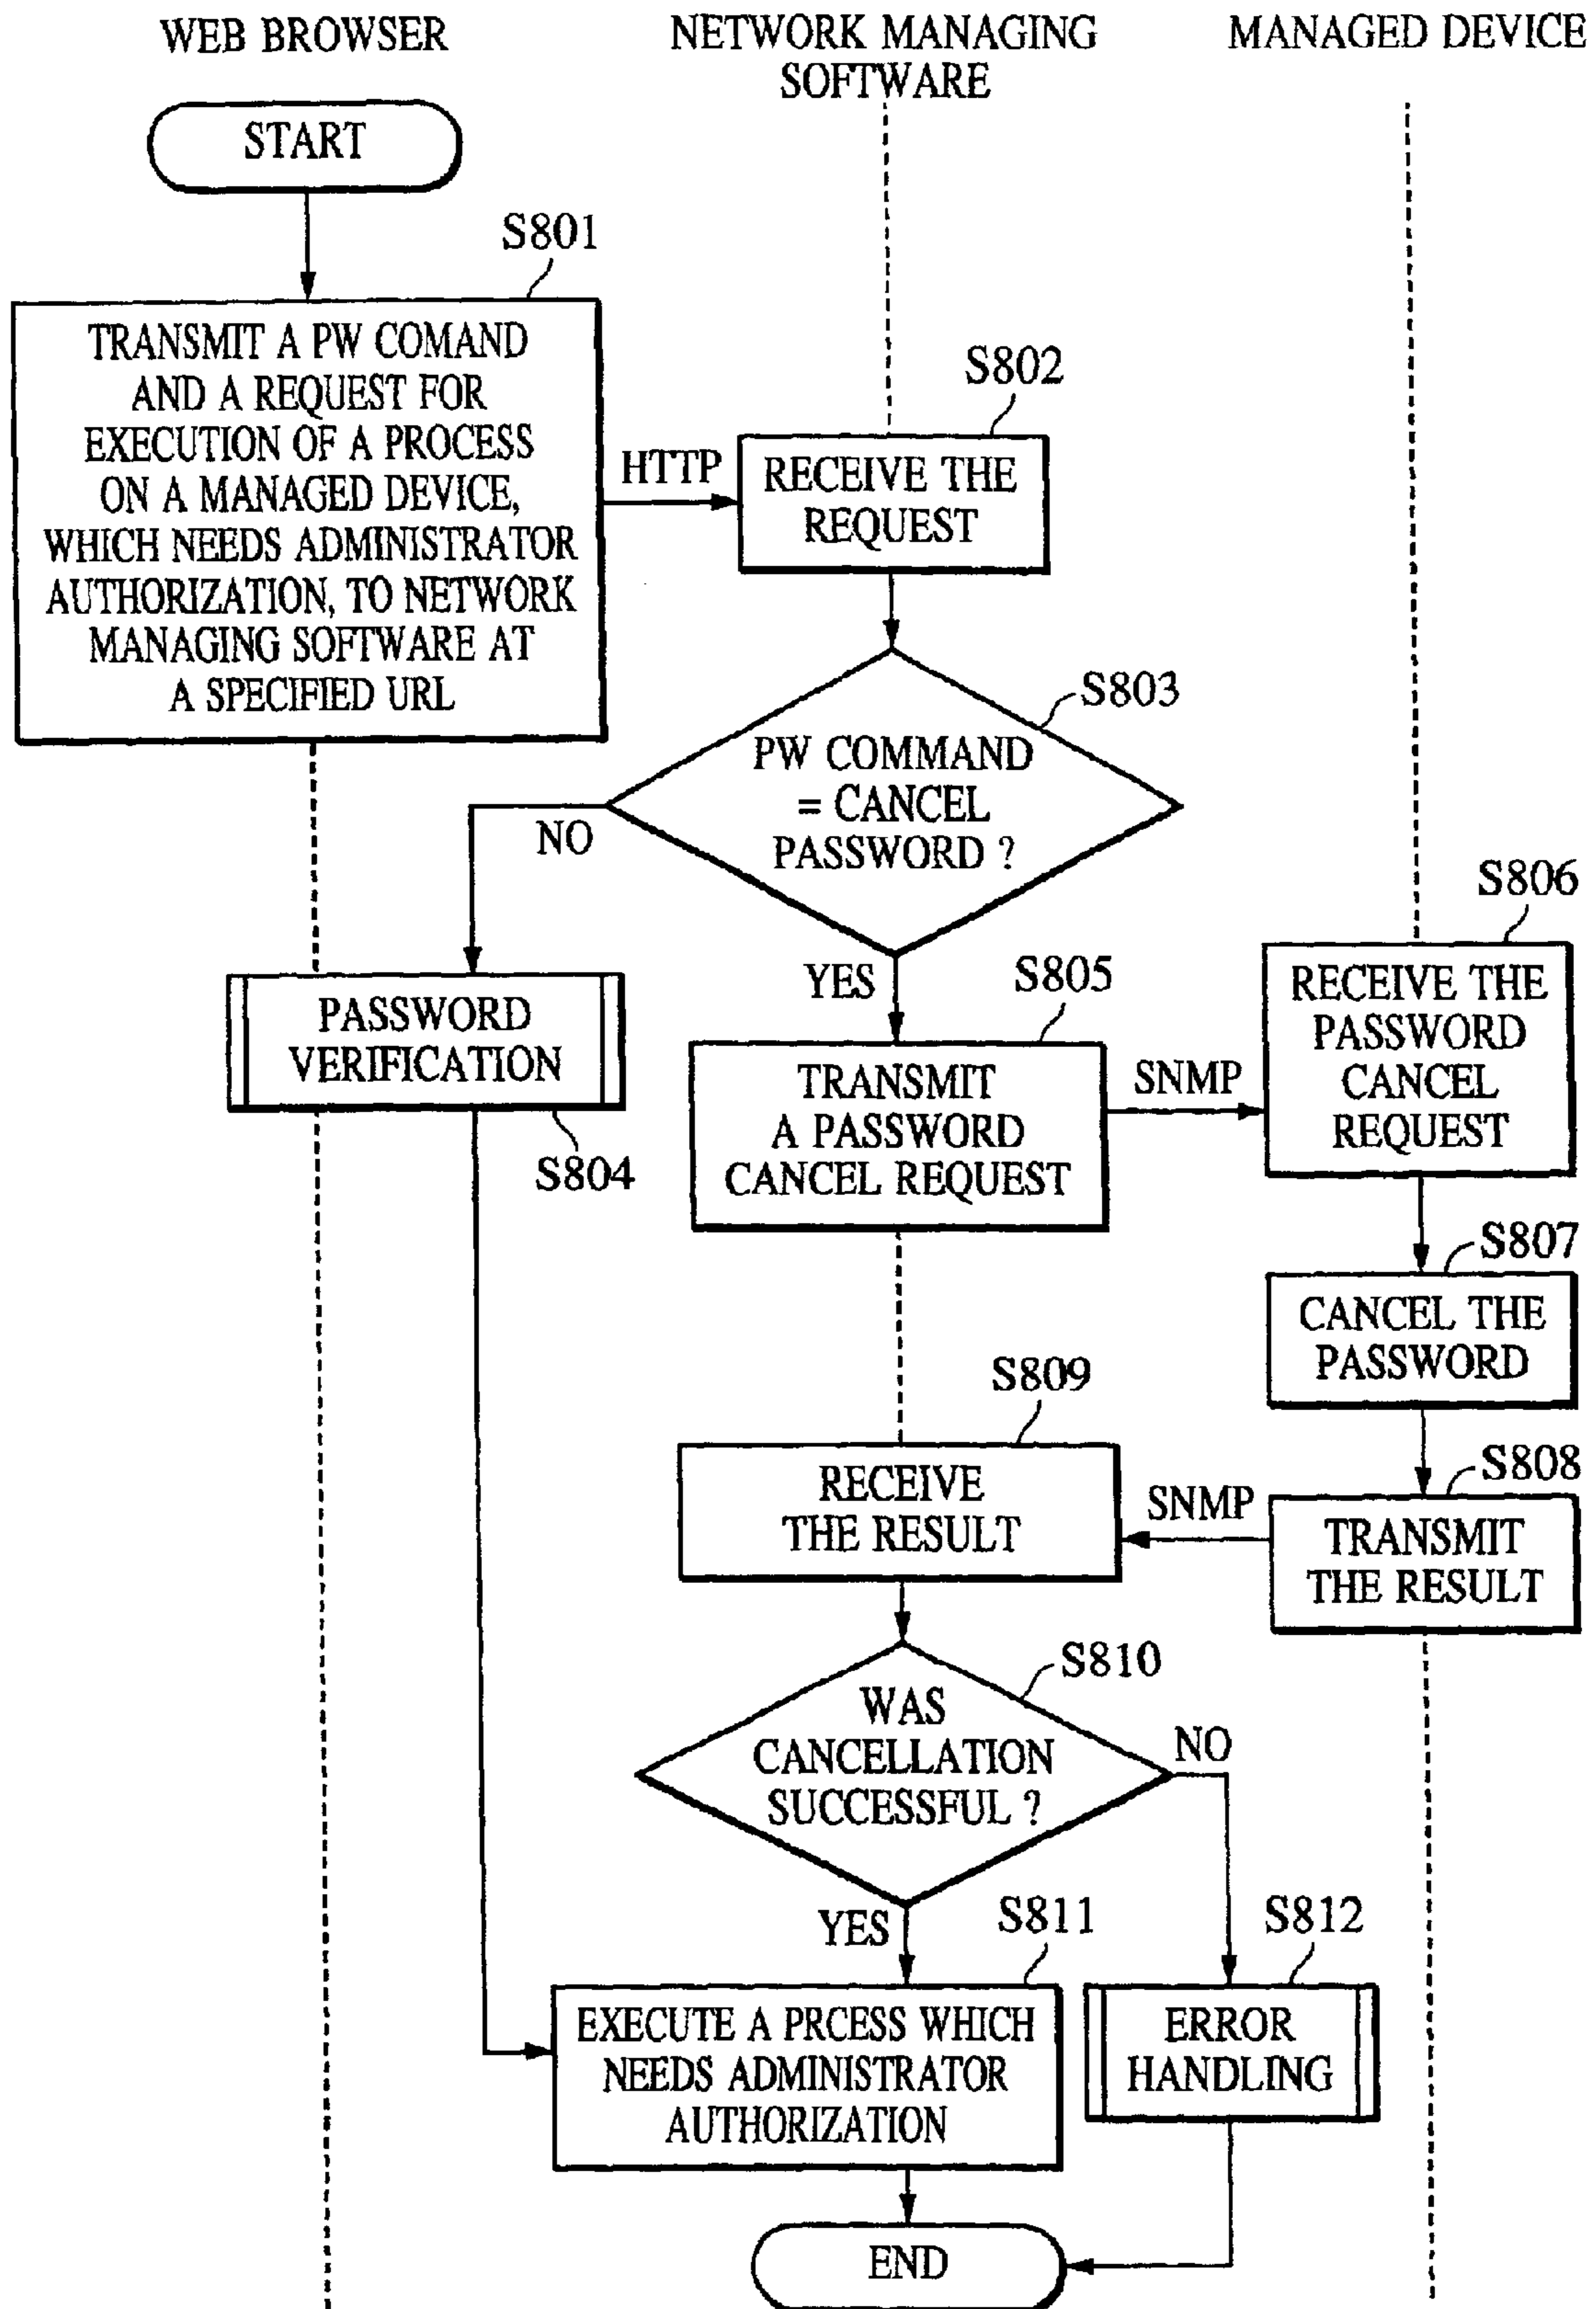 WEB BROWSER
NETWORK MANAGING
SOFTWARE
MANAGED DEVICE
START
S801
TRANSMIT A PW COMAND
AND A REQUEST FOR
EXECUTION OF A PROCESS
ON A MANAGED DEVICE,
WHICH NEEDS ADMINISTRATOR
AUTHORIZATION, TO NETWORK
MANAGING SOFTWARE AT
A SPECIFIED URL
HTTP
S802
RECEIVE THE
REQUEST
S803
PW COMMAND
= CANCEL
PASSWORD ?
NO
YES
PASSWORD
VERIFICATION
S804
S805
TRANSMIT
A PASSWORD
CANCEL REQUEST
SNMP
S806
RECEIVE THE
PASSWORD
CANCEL
REQUEST
S807
CANCEL THE
PASSWORD
S808
TRANSMIT
THE RESULT
SNMP
S809
RECEIVE
THE RESULT
S810
WAS
CANCELLATION
SUCCESSFUL ?
NO
YES
S811
EXECUTE A PRCESS WHICH
NEEDS ADMINISTRATOR
AUTHORIZATION
S812
ERROR
HANDLING
END